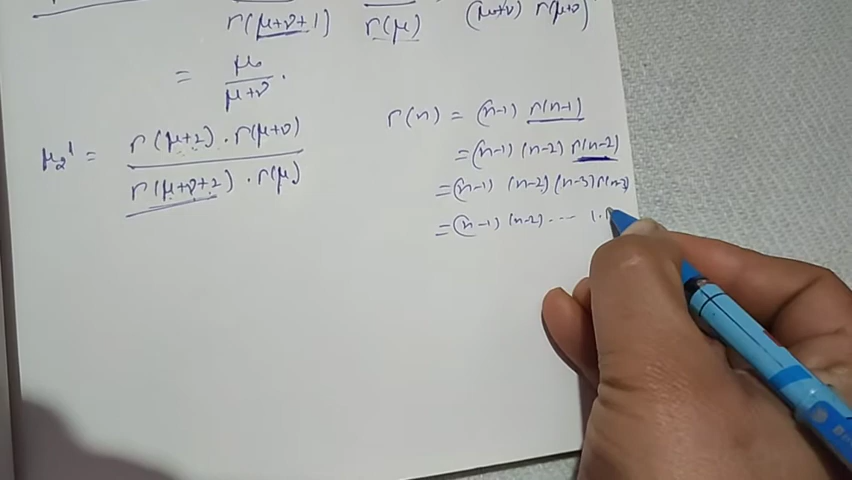 Γ(μ+ν+1) Γ(μ) (μ+ν) Γ(μ+ν)
= μ / μ+ν .
μ₂' = Γ(μ+2) . Γ(μ+ν) / Γ(μ+ν+2) . Γ(μ)
Γ(n) = (n-1) Γ(n-1)
= (n-1) (n-2) Γ(n-2)
= (n-1) (n-2) (n-3) Γ(n-3)
= (n-1) (n-2) ---- 1.